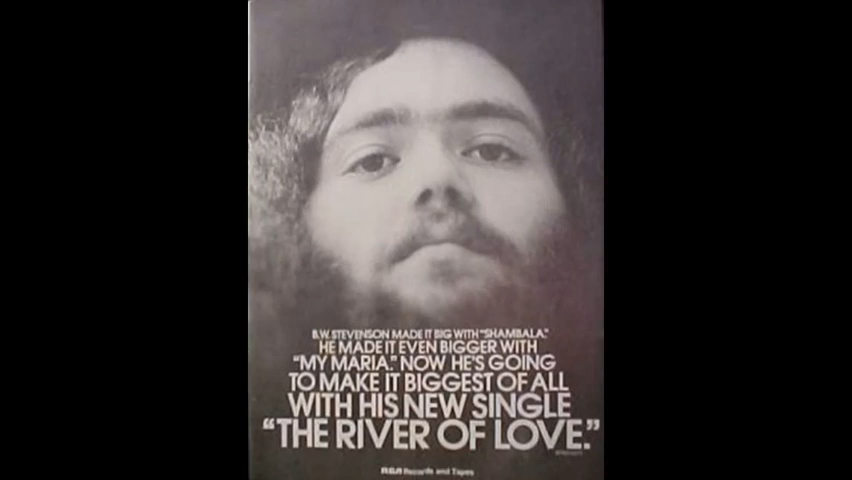 B.W. STEVENSON MADE IT BIG WITH "SHAMBALA."
HE MADE IT EVEN BIGGER WITH
"MY MARIA." NOW HE'S GOING
TO MAKE IT BIGGEST OF ALL
WITH HIS NEW SINGLE
"THE RIVER OF LOVE."
RCA Records and Tapes